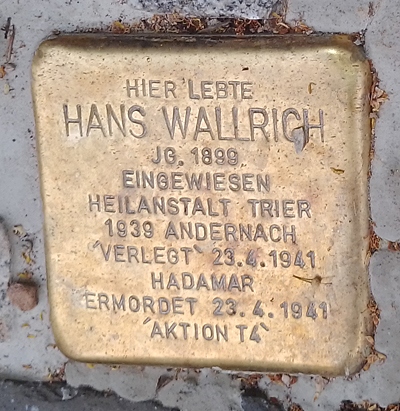 HIER LEBTE
HANS WALLRICH
JG. 1899
EINGEWIESEN
HEILANSTALT TRIER
1939 ANDERNACH
'VERLEGT' 23.4.1941
HADAMAR
ERMORDET 23.4.1941
'AKTION T4'